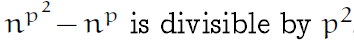 $n^{p^2} - n^p$ is divisible by $p^2$.